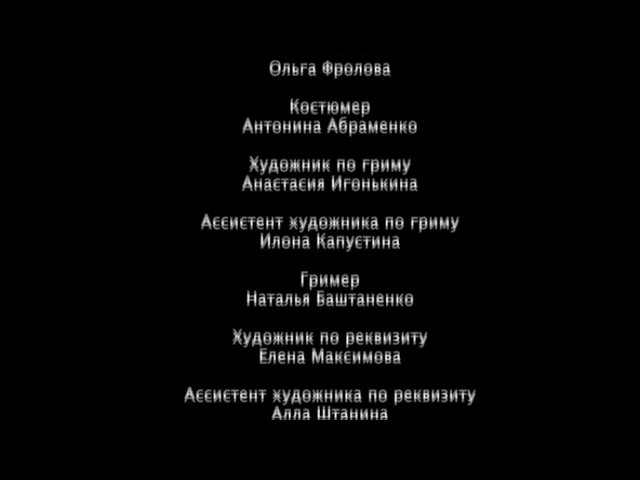 Ольга Фролова
Костюмер
Антонина Абраменко
Художник по гриму
Анастасия Игонькина
Ассистент художника по гриму
Илона Капустина
Гример
Наталья Баштаненко
Художник по реквизиту
Елена Максимова
Ассистент художника по реквизиту
Алла Штанина